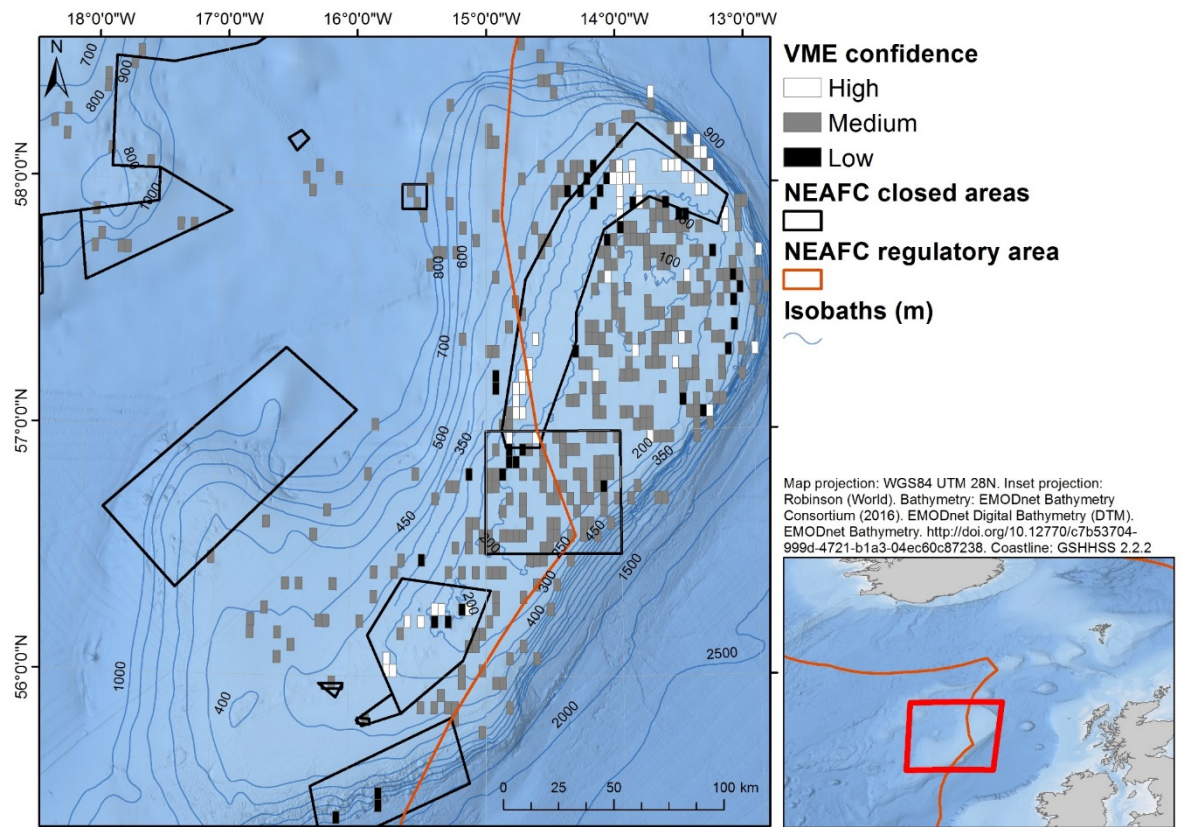 18°0'0"W 17°0'0"W 16°0'0"W 15°0'0"W 14°0'0"W 13°0'0"W
N
700
900
800
900
800
1000
58°0'0"N
100
800
600
700
57°0'0"N
500
350
200
350
450
200
450
350
300
400
1500
200
56°0'0"N
1000
400
2500
2000
0 25 50 100 km
VME confidence
High
Medium
Low
NEAFC closed areas
NEAFC regulatory area
Isobaths (m)
Map projection: WGS84 UTM 28N. Inset projection:
Robinson (World). Bathymetry: EMODnet Bathymetry
Consortium (2016). EMODnet Digital Bathymetry (DTM).
EMODnet Bathymetry. http://doi.org/10.12770/c7b53704-
999d-4721-b1a3-04ec60c87238. Coastline: GSHHSS 2.2.2